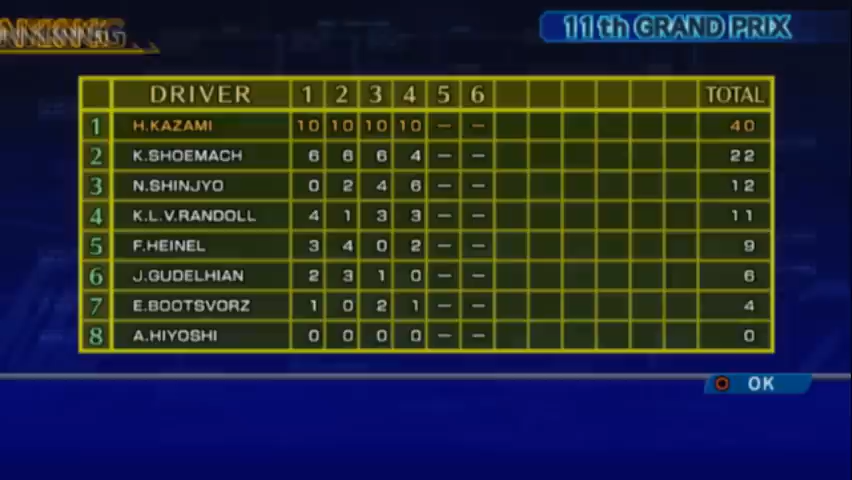 11th GRAND PRIX
DRIVER 1 2 3 4 5 6 TOTAL
1 H.KAZAMI 10 10 10 10 – – 40
2 K.SHOEMACH 6 6 6 4 – – 22
3 N.SHINJYO 0 2 4 6 – – 12
4 K.L.V.RANDOLL 4 1 3 3 – – 11
5 F.HEINEL 3 4 0 2 – – 9
6 J.GUDELHIAN 2 3 1 0 – – 6
7 E.BOOTSVORZ 1 0 2 1 – – 4
8 A.HIYOSHI 0 0 0 0 – – 0
OK